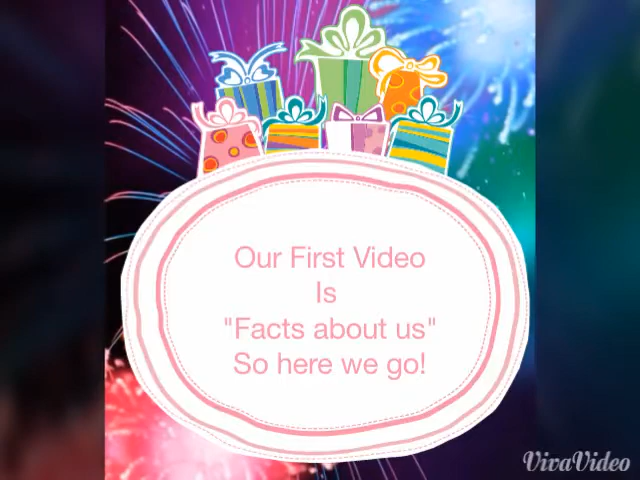 Our First Video
Is
"Facts about us"
So here we go!
VivaVideo